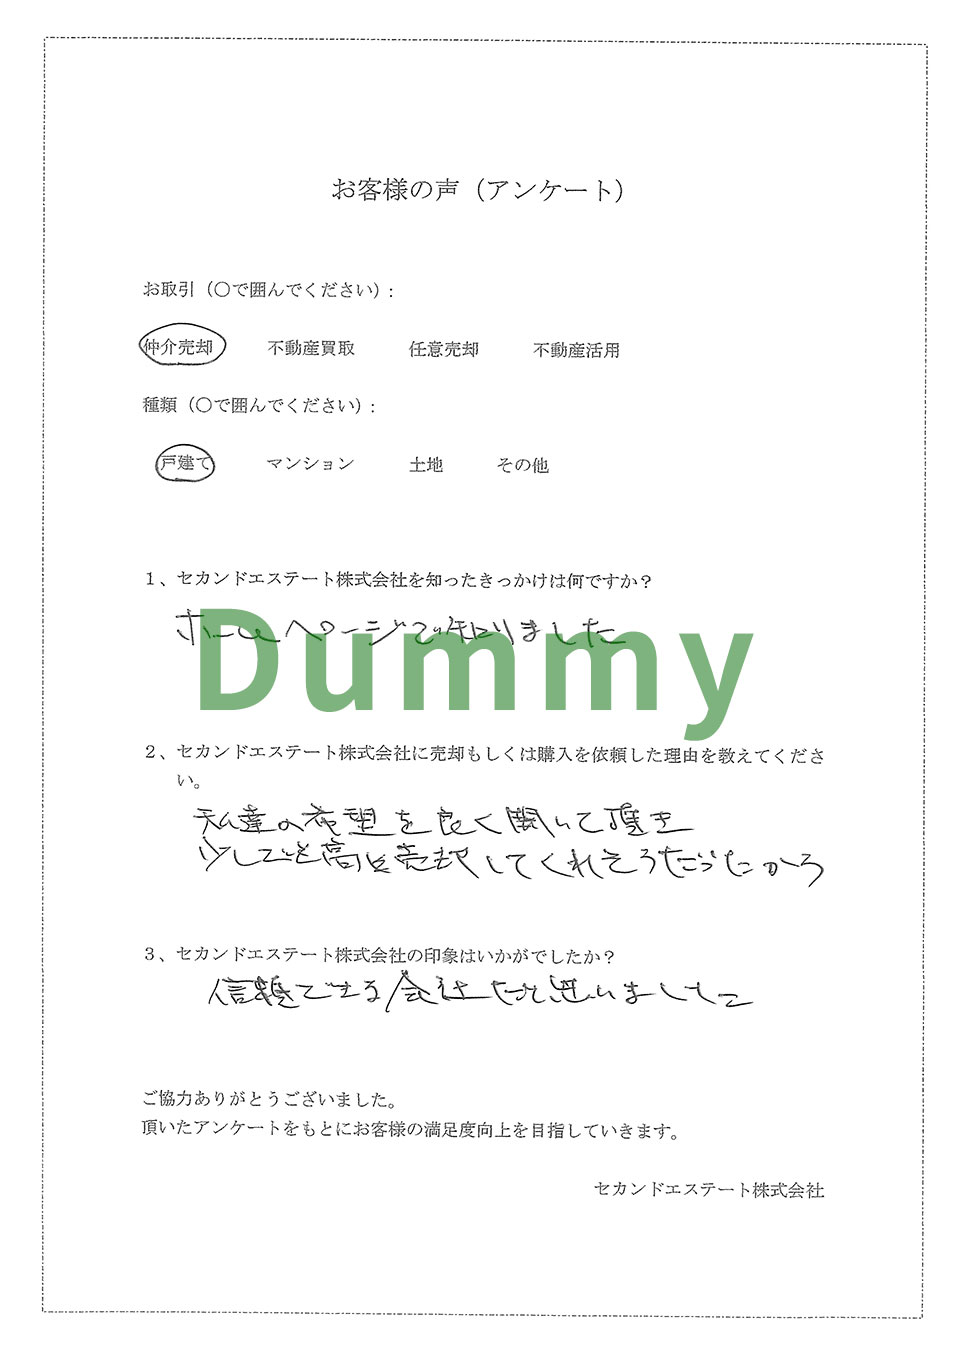 お客様の声（アンケート）
お取引（〇で囲んでください）:
仲介売却 不動産買取 任意売却 不動産活用
種類（〇で囲んでください）:
戸建て マンション 土地 その他
1、セカンドエステート株式会社を知ったきっかけは何ですか？
ホームページで知りました
Dummy
2、セカンドエステート株式会社に売却もしくは購入を依頼した理由を教えてくださ
い。
私達の希望を良く聞いて頂き
少しでも高く売却してくれそうだったから
3、セカンドエステート株式会社の印象はいかがでしたか？
信頼できる会社だと思いました
ご協力ありがとうございました。
頂いたアンケートをもとにお客様の満足度向上を目指していきます。
セカンドエステート株式会社